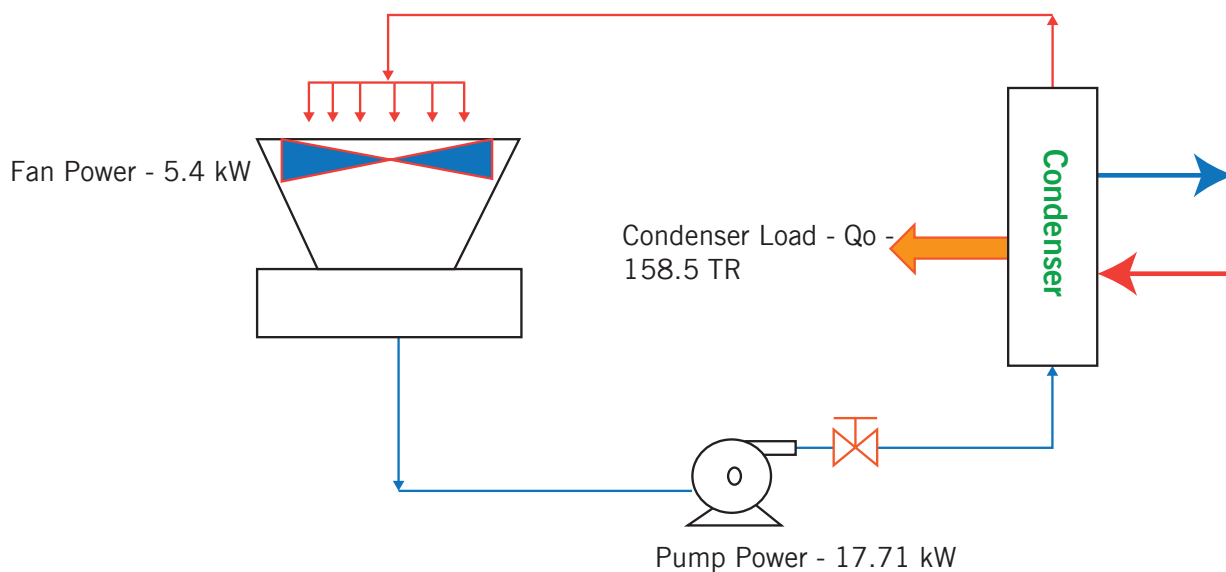 Fan Power - 5.4 kW
Condenser Load - Qo -
158.5 TR
Condenser
Pump Power - 17.71 kW